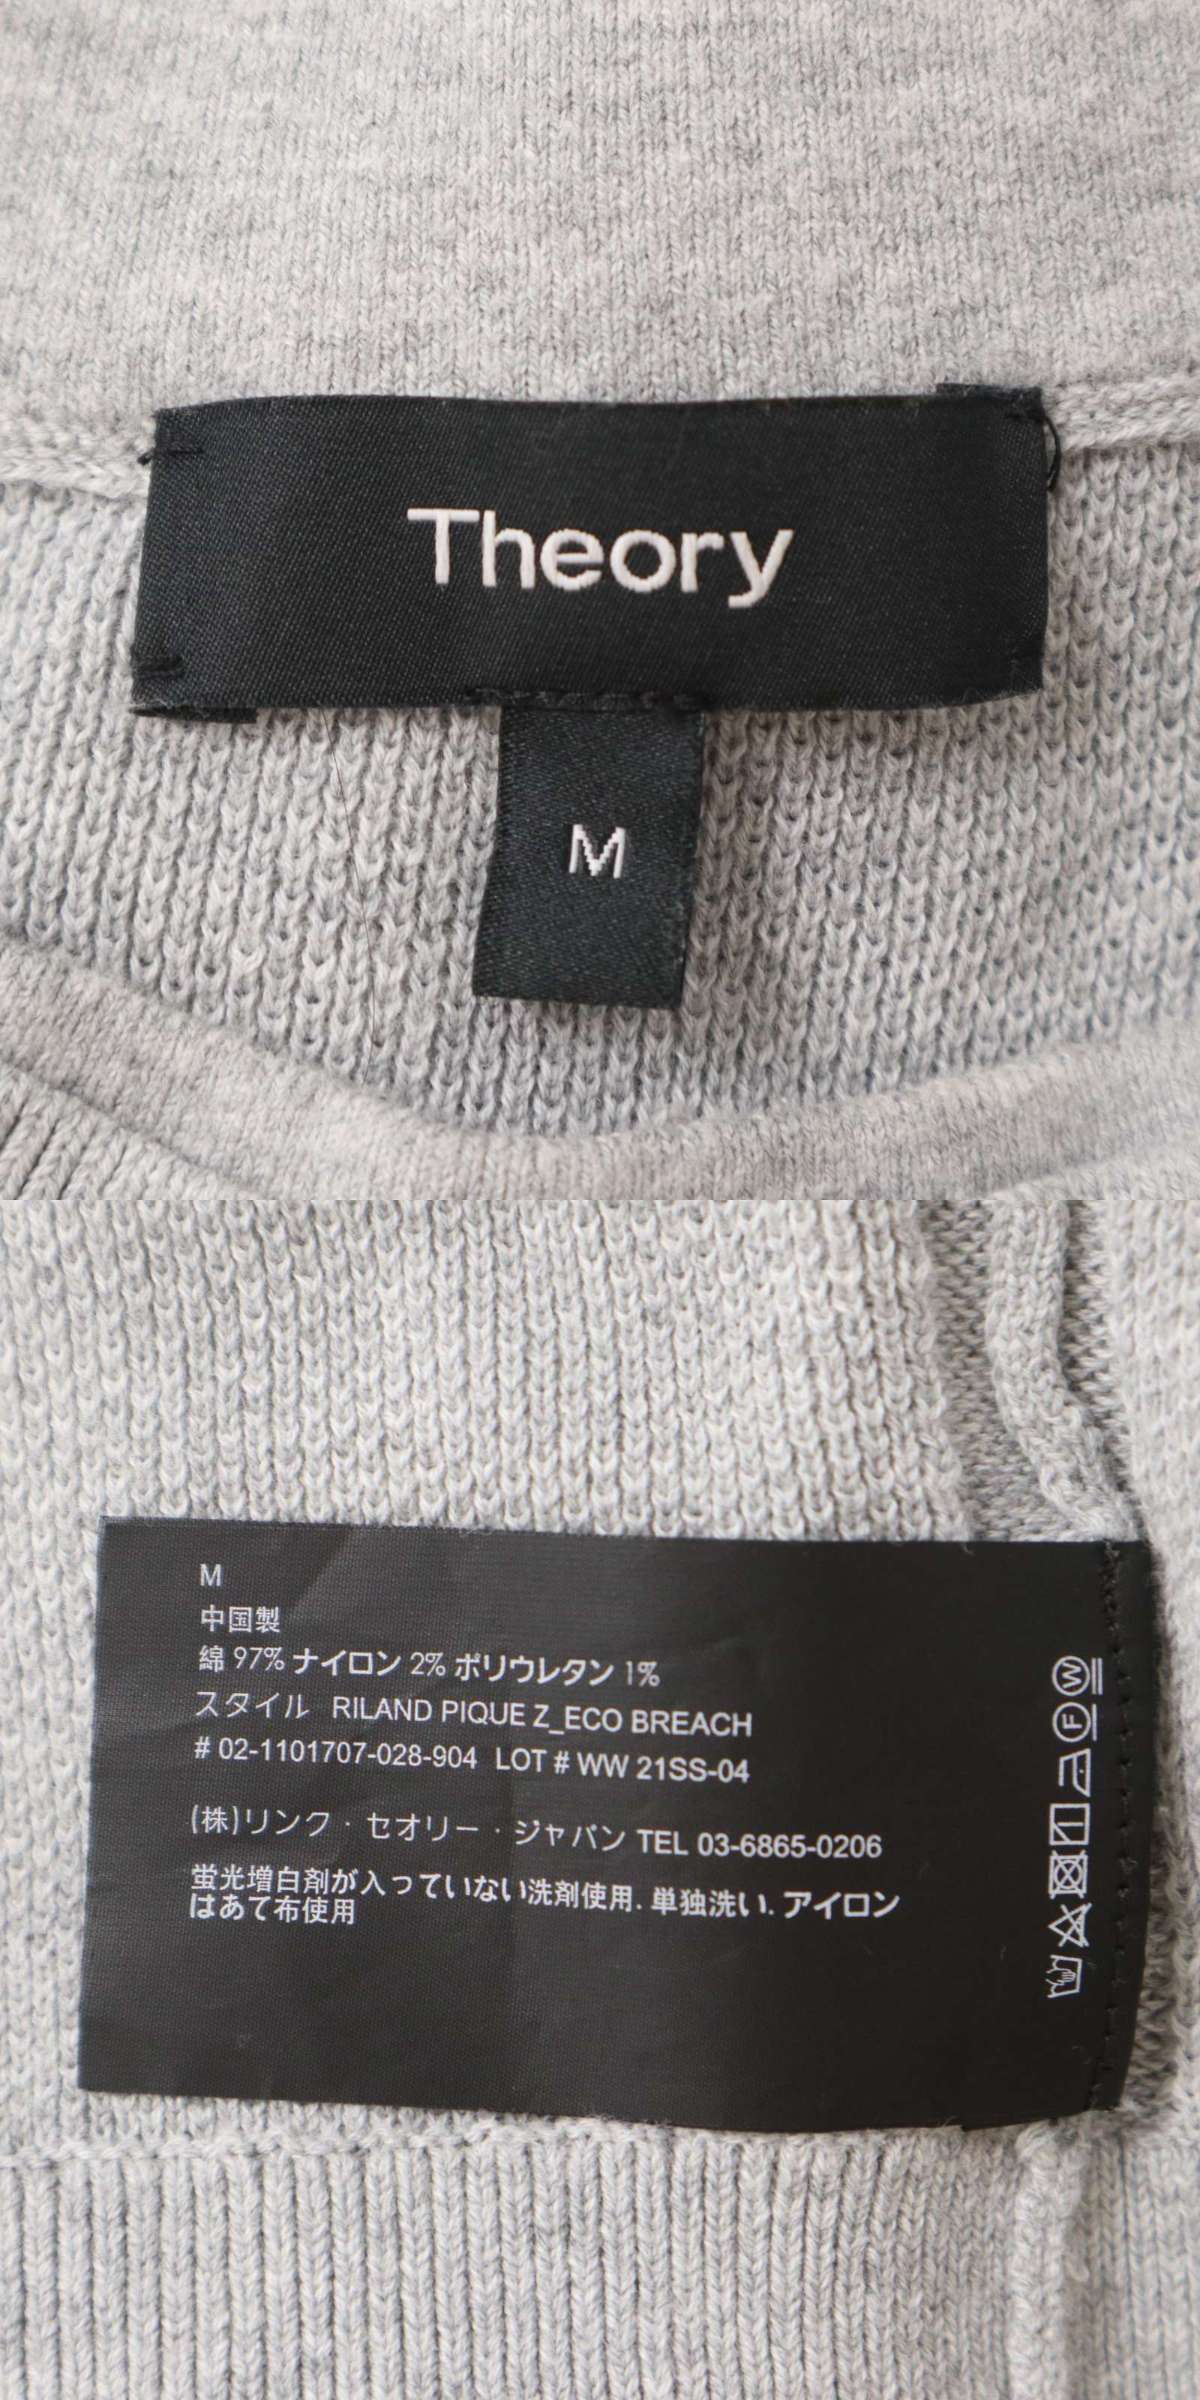 Theory
M
M
中国製
綿 97% ナイロン 2% ポリウレタン 1%
スタイル RILAND PIQUE Z_ECO BREACH
# 02-1101707-028-904 LOT # WW 21SS-04
(株)リンク・セオリー・ジャパン TEL 03-6865-0206
蛍光増白剤が入っていない洗剤使用. 単独洗い. アイロン
はあて布使用
W
F